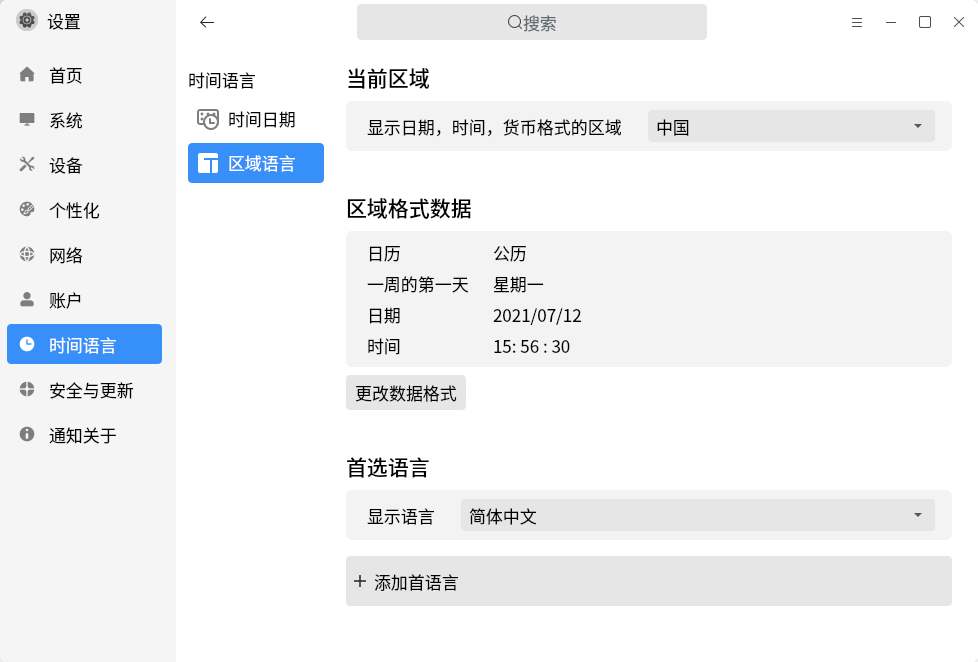 设置
搜索
首页
系统
设备
个性化
网络
账户
时间语言
安全与更新
通知关于
时间语言
时间日期
区域语言
当前区域
显示日期，时间，货币格式的区域 中国
区域格式数据
日历 公历
一周的第一天 星期一
日期 2021/07/12
时间 15: 56 : 30
更改数据格式
首选语言
显示语言 简体中文
+ 添加首语言